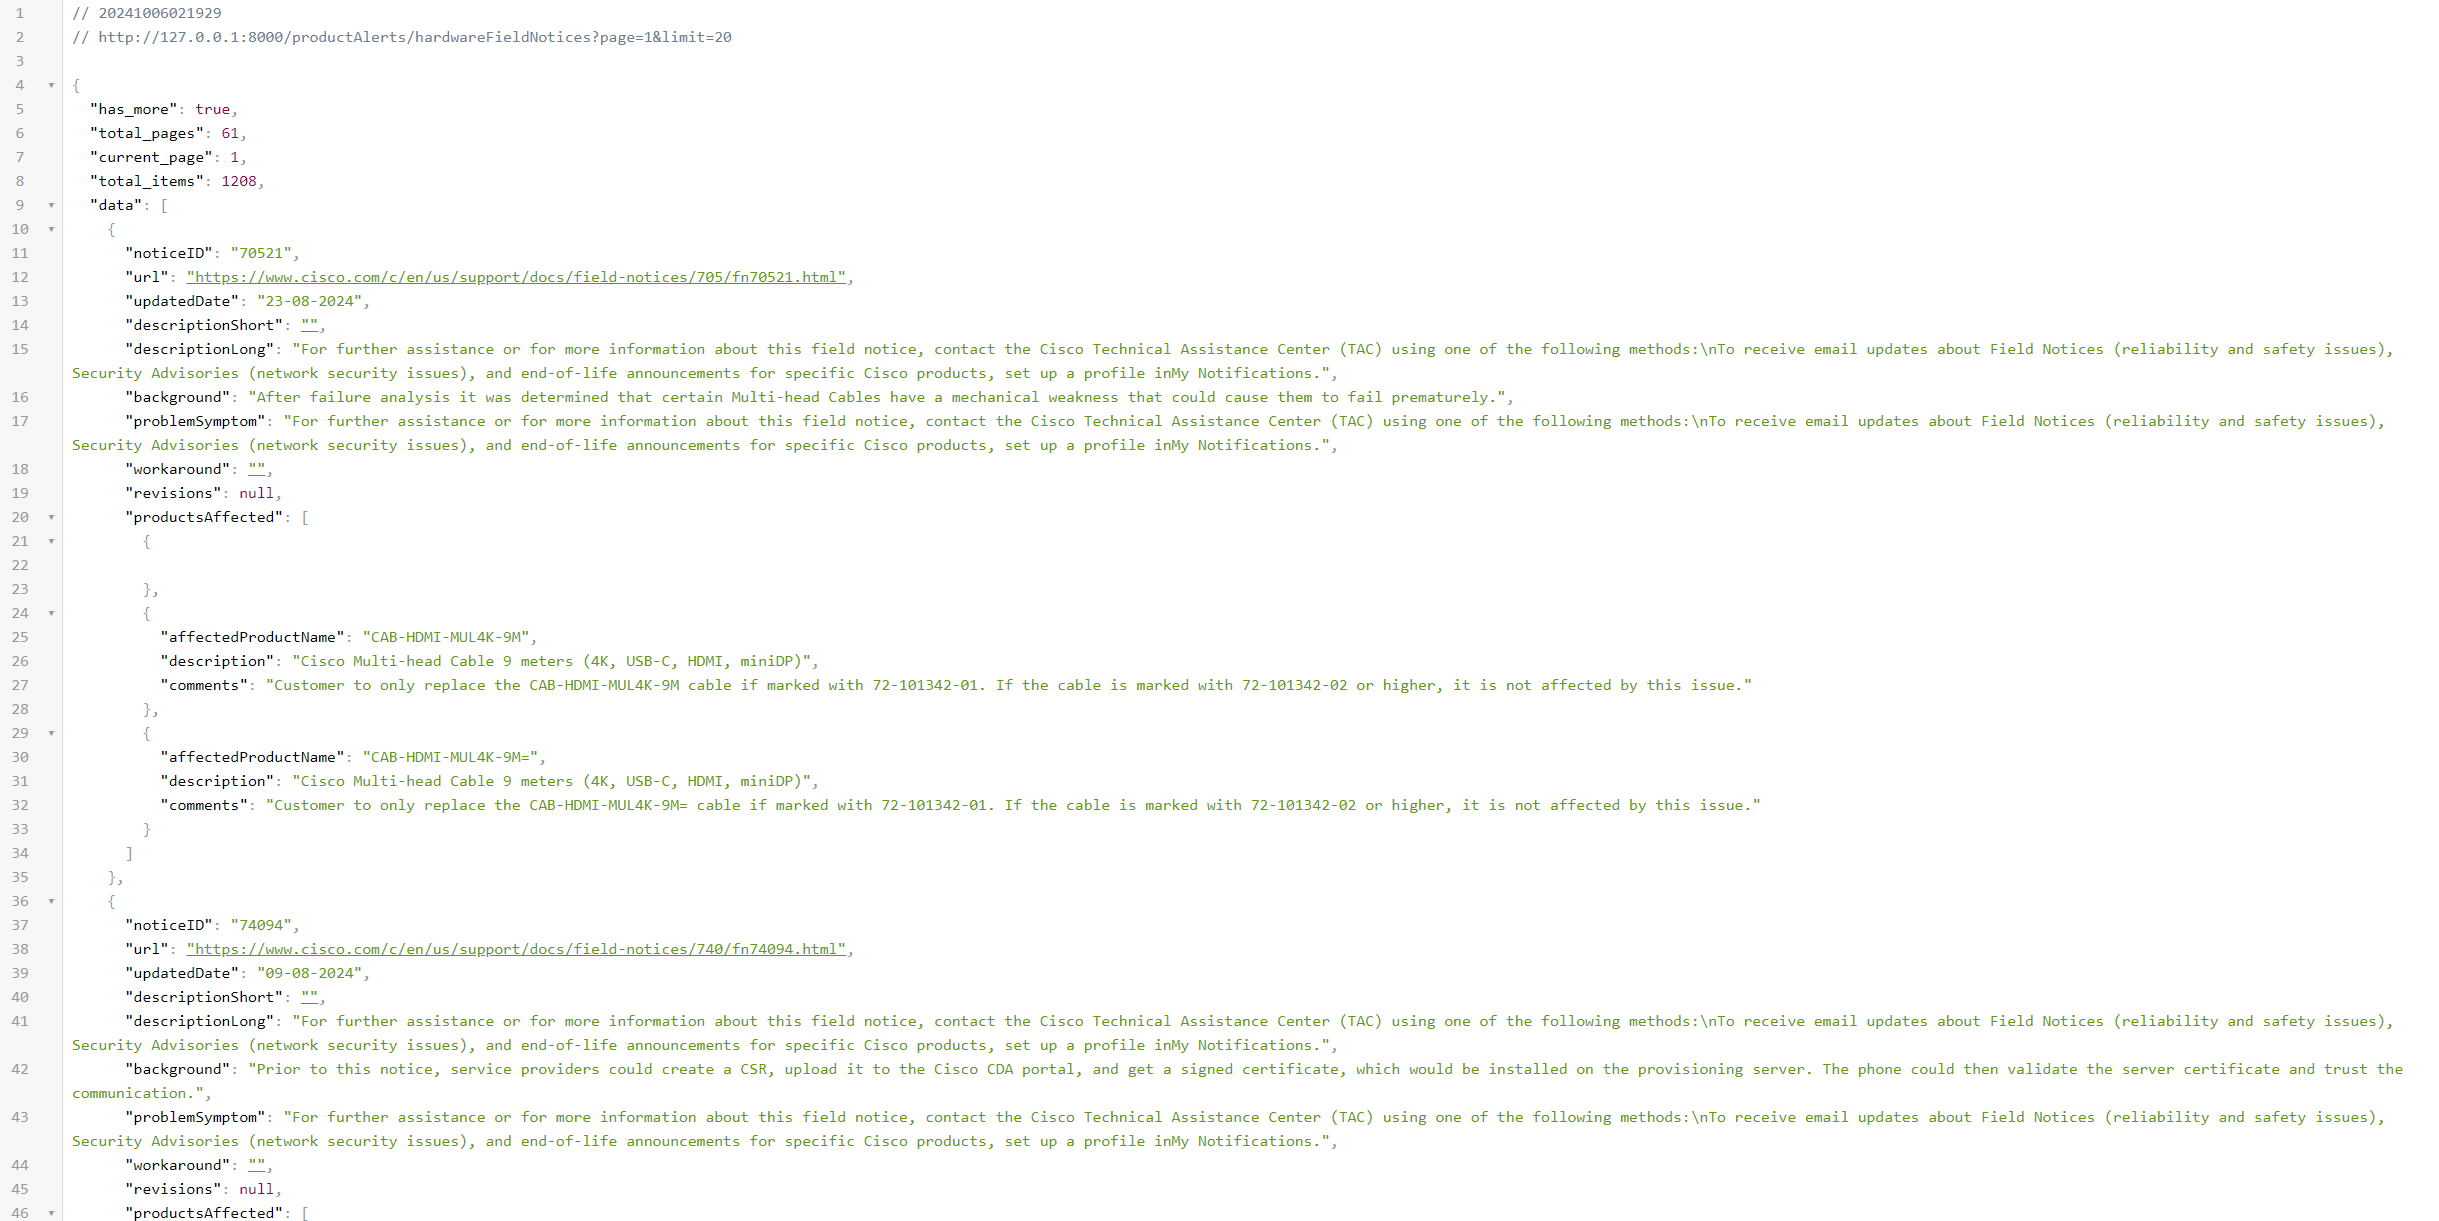 1 // 20241006021929
2 // http://127.0.0.1:8000/productAlerts/hardwareFieldNotices?page=1&limit=20
3
4 {
5 "has_more": true,
6 "total_pages": 61,
7 "current_page": 1,
8 "total_items": 1208,
9 "data": [
10 {
11 "noticeID": "70521",
12 "url": "https://www.cisco.com/c/en/us/support/docs/field-notices/705/fn70521.html",
13 "updatedDate": "23-08-2024",
14 "descriptionShort": "",
15 "descriptionLong": "For further assistance or for more information about this field notice, contact the Cisco Technical Assistance Center (TAC) using one of the following methods:\nTo receive email updates about Field Notices (reliability and safety issues),
Security Advisories (network security issues), and end-of-life announcements for specific Cisco products, set up a profile inMy Notifications.",
16 "background": "After failure analysis it was determined that certain Multi-head Cables have a mechanical weakness that could cause them to fail prematurely.",
17 "problemSymptom": "For further assistance or for more information about this field notice, contact the Cisco Technical Assistance Center (TAC) using one of the following methods:\nTo receive email updates about Field Notices (reliability and safety issues),
Security Advisories (network security issues), and end-of-life announcements for specific Cisco products, set up a profile inMy Notifications.",
18 "workaround": "",
19 "revisions": null,
20 "productsAffected": [
21 {
22
23 },
24 {
25 "affectedProductName": "CAB-HDMI-MUL4K-9M",
26 "description": "Cisco Multi-head Cable 9 meters (4K, USB-C, HDMI, miniDP)",
27 "comments": "Customer to only replace the CAB-HDMI-MUL4K-9M cable if marked with 72-101342-01. If the cable is marked with 72-101342-02 or higher, it is not affected by this issue."
28 },
29 {
30 "affectedProductName": "CAB-HDMI-MUL4K-9M=",
31 "description": "Cisco Multi-head Cable 9 meters (4K, USB-C, HDMI, miniDP)",
32 "comments": "Customer to only replace the CAB-HDMI-MUL4K-9M= cable if marked with 72-101342-01. If the cable is marked with 72-101342-02 or higher, it is not affected by this issue."
33 }
34 ]
35 },
36 {
37 "noticeID": "74094",
38 "url": "https://www.cisco.com/c/en/us/support/docs/field-notices/740/fn74094.html",
39 "updatedDate": "09-08-2024",
40 "descriptionShort": "",
41 "descriptionLong": "For further assistance or for more information about this field notice, contact the Cisco Technical Assistance Center (TAC) using one of the following methods:\nTo receive email updates about Field Notices (reliability and safety issues),
Security Advisories (network security issues), and end-of-life announcements for specific Cisco products, set up a profile inMy Notifications.",
42 "background": "Prior to this notice, service providers could create a CSR, upload it to the Cisco CDA portal, and get a signed certificate, which would be installed on the provisioning server. The phone could then validate the server certificate and trust the
communication.",
43 "problemSymptom": "For further assistance or for more information about this field notice, contact the Cisco Technical Assistance Center (TAC) using one of the following methods:\nTo receive email updates about Field Notices (reliability and safety issues),
Security Advisories (network security issues), and end-of-life announcements for specific Cisco products, set up a profile inMy Notifications.",
44 "workaround": "",
45 "revisions": null,
46 "productsAffected": [